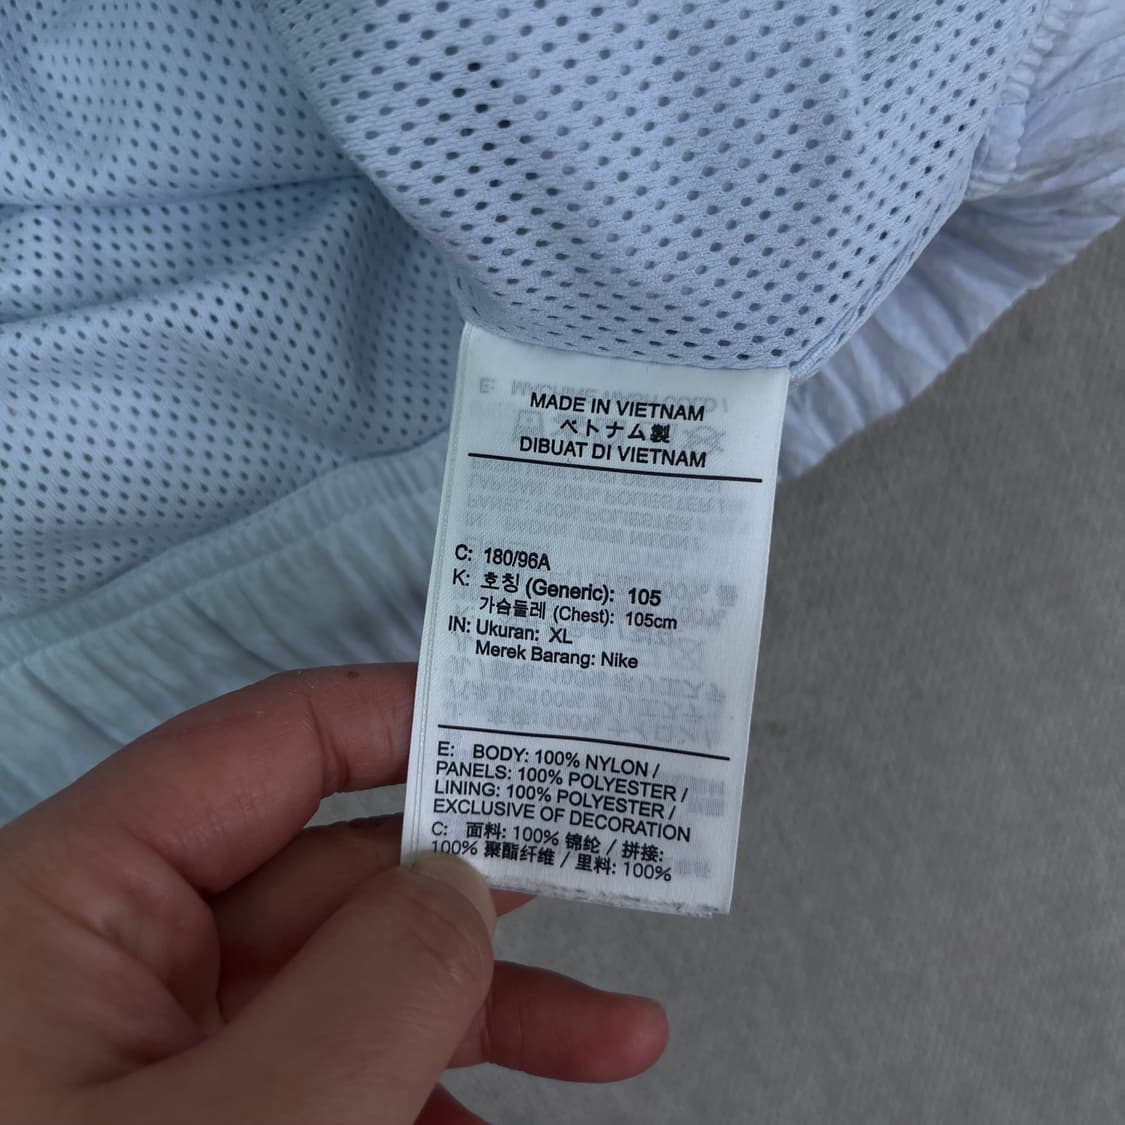 MADE IN VIETNAM
ベトナム製
DIBUAT DI VIETNAM
C: 180/96A
K: 호칭 (Generic): 105
가슴둘레 (Chest): 105cm
IN: Ukuran: XL
Merek Barang: Nike
E: BODY: 100% NYLON /
PANELS: 100% POLYESTER /
LINING: 100% POLYESTER /
EXCLUSIVE OF DECORATION
C: 面料: 100% 锦纶 / 拼接:
100% 聚酯纤维 / 里料: 100%